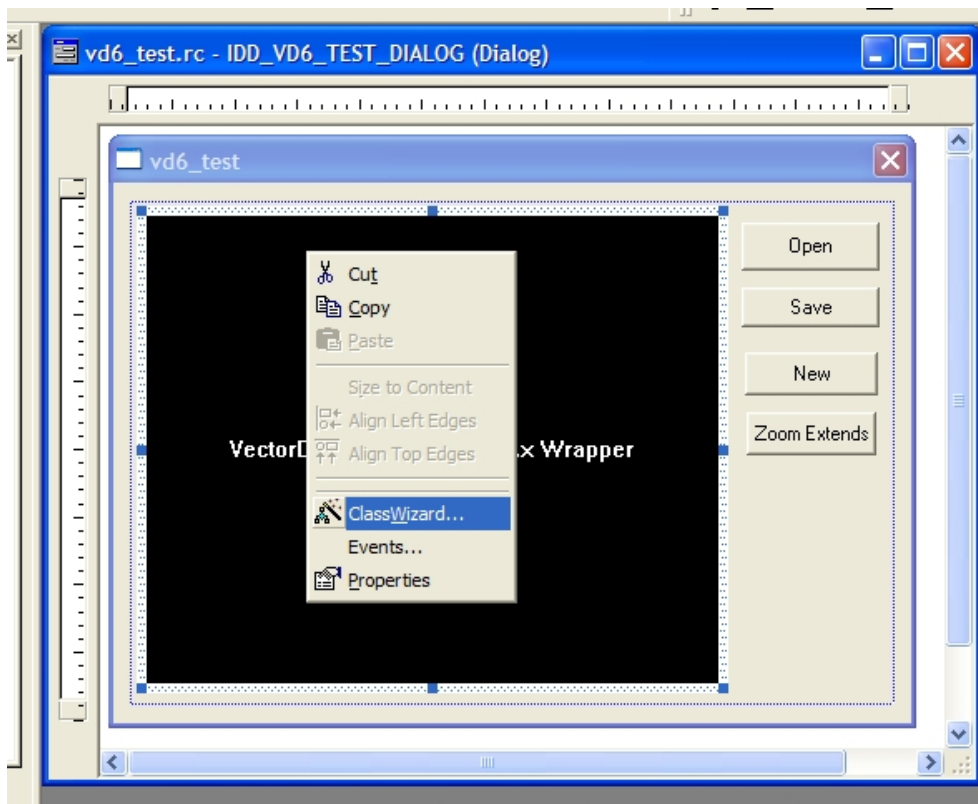 vd6_test.rc - IDD_VD6_TEST_DIALOG (Dialog)
vd6_test
Open
Save
New
Zoom Extends
Cut
Copy
Paste
Size to Content
Align Left Edges
Align Top Edges
ClassWizard...
Events...
Properties
.x Wrapper